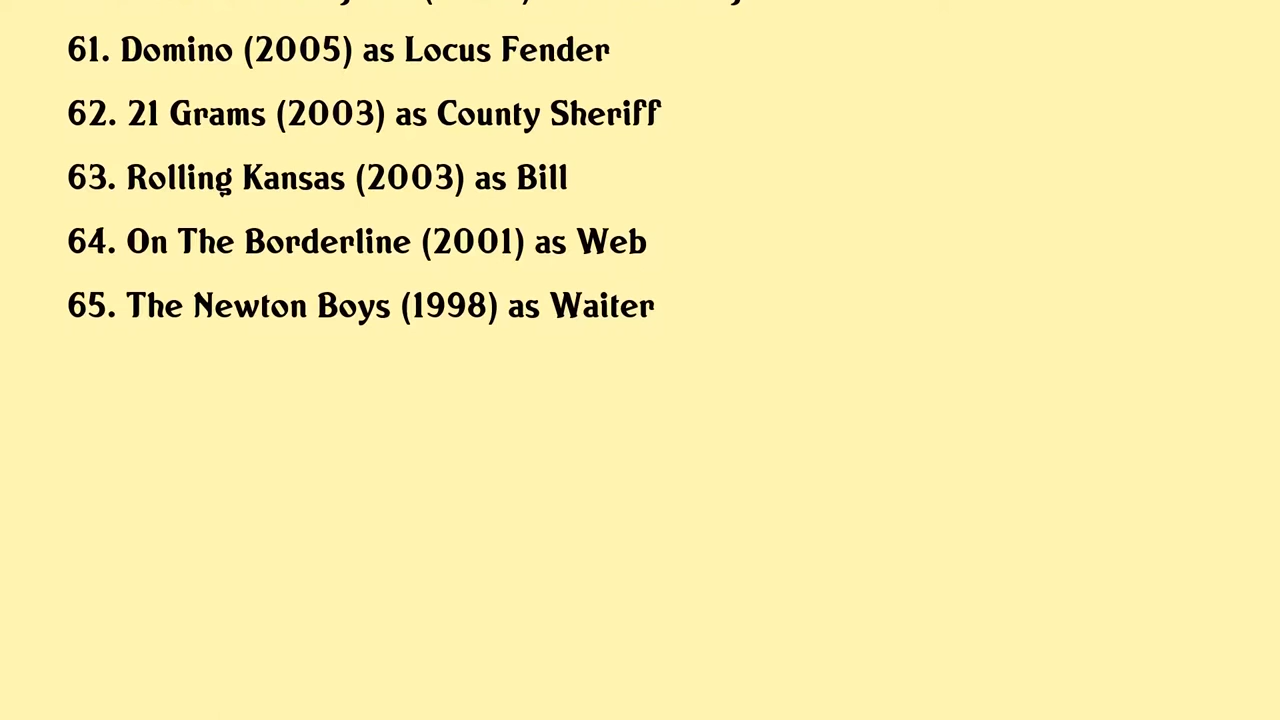 61. Domino (2005) as Locus Fender
62. 21 Grams (2003) as County Sheriff
63. Rolling Kansas (2003) as Bill
64. On The Borderline (2001) as Web
65. The Newton Boys (1998) as Waiter